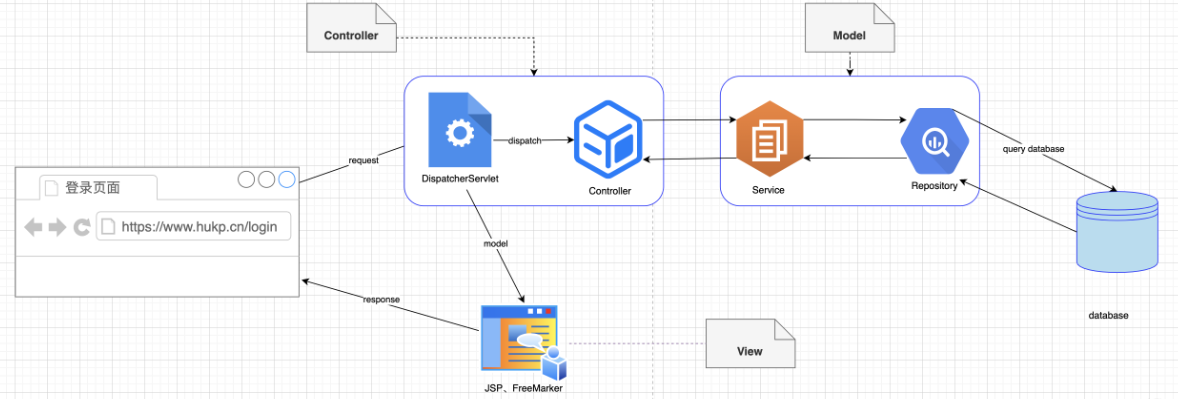 Controller
Model
request
dispatch
DispatcherServlet
Controller
Service
Repository
query database
登录页面
https://www.hukp.cn/login
model
response
database
View
JSP、FreeMarker